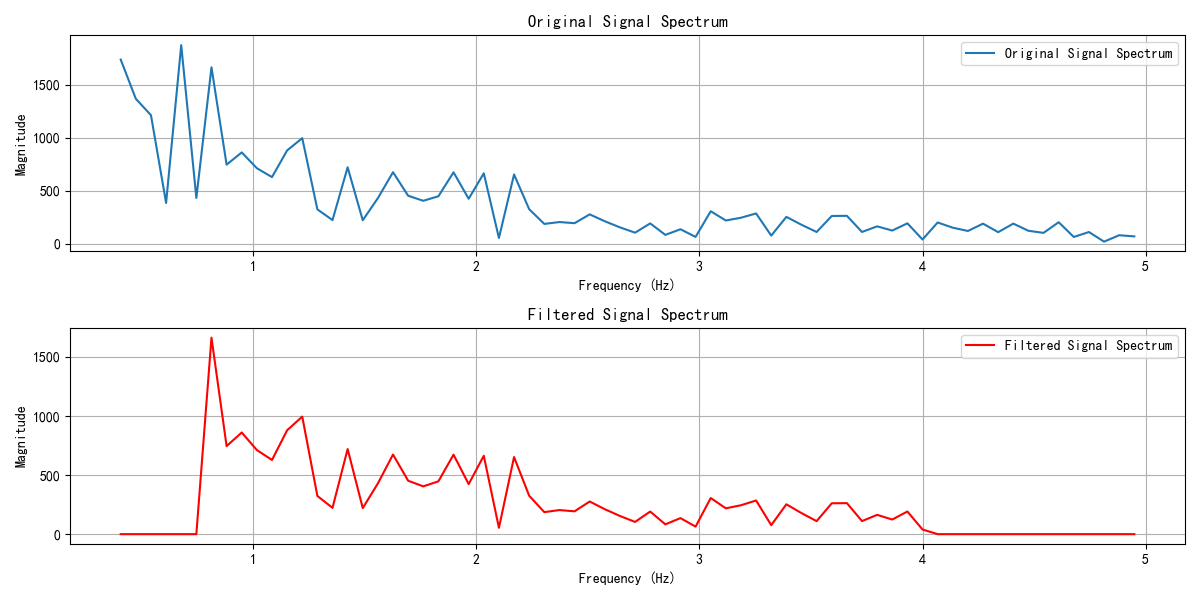 Original Signal Spectrum
Original Signal Spectrum
Magnitude
1500
1000
500
0
1 2 3 4 5
Frequency (Hz)
Filtered Signal Spectrum
Filtered Signal Spectrum
Magnitude
1500
1000
500
0
1 2 3 4 5
Frequency (Hz)